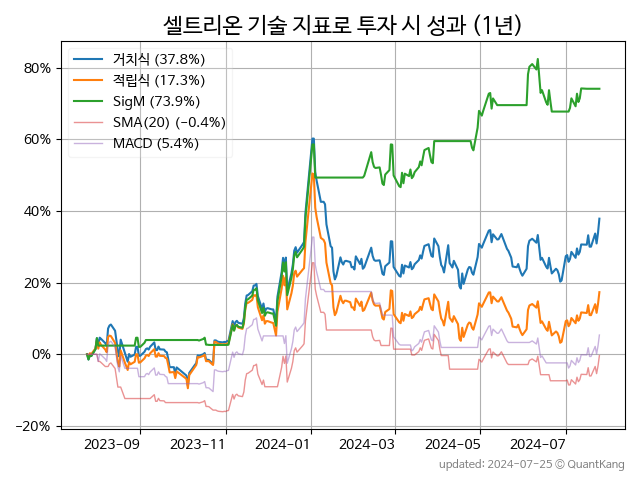 셀트리온 기술 지표로 투자 시 성과 (1년)
거치식 (37.8%)
적립식 (17.3%)
SigM (73.9%)
SMA(20) (−0.4%)
MACD (5.4%)
80%
60%
40%
20%
0%
−20%
2023−09
2023−11
2024−01
2024−03
2024−05
2024−07
updated: 2024-07-25 © QuantKang